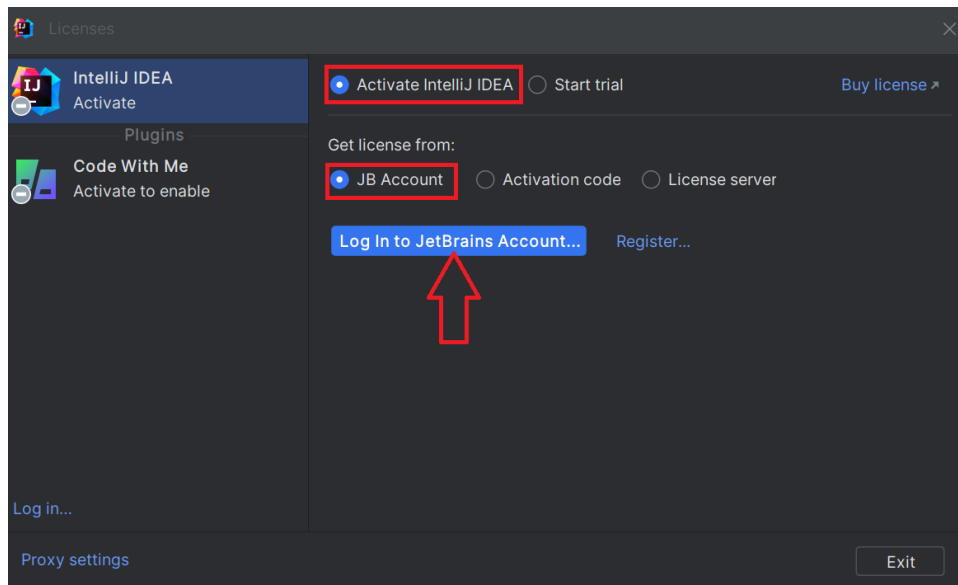 Licenses
IJ
IntelliJ IDEA
Activate
Plugins
Code With Me
Activate to enable
Log in...
Activate IntelliJ IDEA Start trial Buy license
Get license from:
JB Account Activation code License server
Log In to JetBrains Account... Register...
Proxy settings
Exit